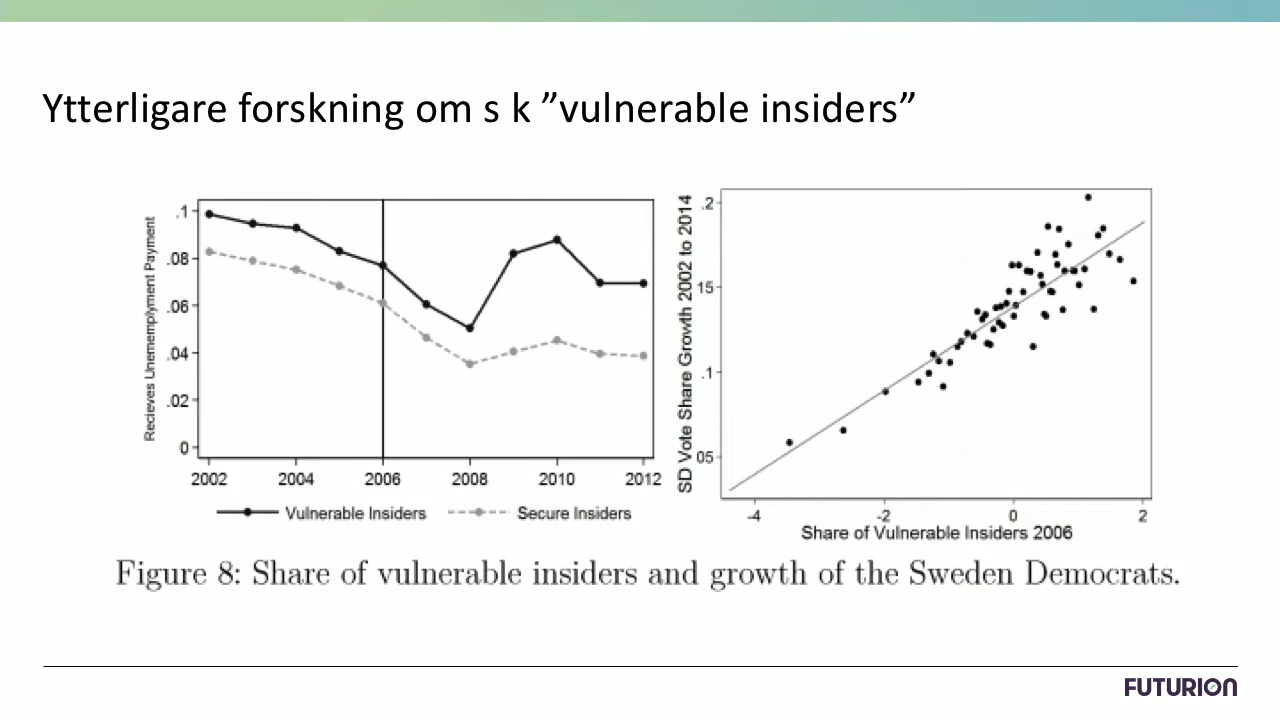 Ytterligare forskning om s k ”vulnerable insiders”
Recieves Unememplyment Payment
.1
.08
.06
.04
.02
0
2002 2004 2006 2008 2010 2012
Vulnerable Insiders Secure Insiders
SD Vote Share Growth 2002 to 2014
.2
15
.1
05
-4 -2 0 2
Share of Vulnerable Insiders 2006
Figure 8: Share of vulnerable insiders and growth of the Sweden Democrats.
FUTURION